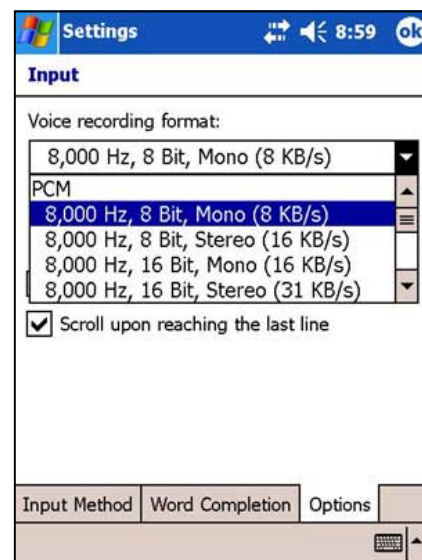 Settings 8:59 ok
Input
Voice recording format:
8,000 Hz, 8 Bit, Mono (8 KB/s)
PCM
8,000 Hz, 8 Bit, Mono (8 KB/s)
8,000 Hz, 8 Bit, Stereo (16 KB/s)
8,000 Hz, 16 Bit, Mono (16 KB/s)
8,000 Hz, 16 Bit, Stereo (31 KB/s)
Scroll upon reaching the last line
Input Method Word Completion Options